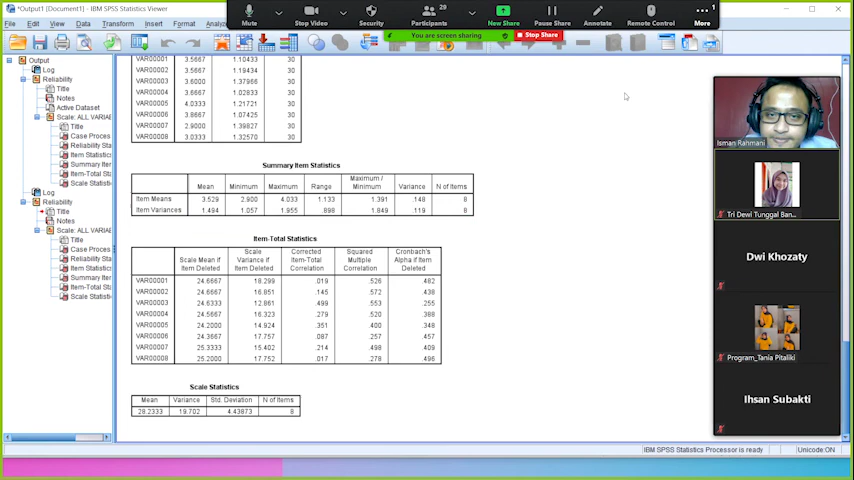 *Output1 [Document1] - IBM SPSS Statistics Viewer
File Edit View Data Transform Insert Format Analyze
Mute Stop Video Security Participants 29 New Share Pause Share Annotate Remote Control More
You are screen sharing Stop Share
Output
Log
Reliability
Title
Notes
Active Dataset
Scale: ALL VARIA
Title
Case Proces
Reliability Sta
Item Statistics
Summary Iter
Item-Total St
Scale Statisti
Log
Reliability
Title
Notes
Scale: ALL VARIA
Title
Case Proces
Reliability Sta
Item Statistics
Summary Iter
Item-Total St
Scale Statisti
VAR00001 3.5667 1.10433 30
VAR00002 3.5667 1.19434 30
VAR00003 3.6000 1.37966 30
VAR00004 3.6667 1.02833 30
VAR00005 4.0333 1.21721 30
VAR00006 3.8667 1.07425 30
VAR00007 2.9000 1.39827 30
VAR00008 3.0333 1.32570 30
Summary Item Statistics
Mean Minimum Maximum Range Maximum / Minimum Variance N of Items
Item Means 3.529 2.900 4.033 1.133 1.391 .148 8
Item Variances 1.494 1.057 1.955 .898 1.849 .119 8
Item-Total Statistics
Scale Mean if Item Deleted Scale Variance if Item Deleted Corrected Item-Total Correlation Squared Multiple Correlation Cronbach's Alpha if Item Deleted
VAR00001 24.6667 18.299 .019 .526 .482
VAR00002 24.6667 16.851 .145 .572 .438
VAR00003 24.6333 12.861 .499 .553 .255
VAR00004 24.5667 16.323 .279 .520 .388
VAR00005 24.2000 14.924 .351 .400 .348
VAR00006 24.3667 17.757 .087 .257 .457
VAR00007 25.3333 15.402 .214 .498 .409
VAR00008 25.2000 17.752 .017 .278 .496
Scale Statistics
Mean Variance Std. Deviation N of Items
28.2333 19.702 4.43873 8
Isman Rahmani
Tri Dewi Tunggal Ban...
Dwi Khozaty
Program_Tania Pitaliki
Ihsan Subakti
IBM SPSS Statistics Processor is ready Unicode:ON